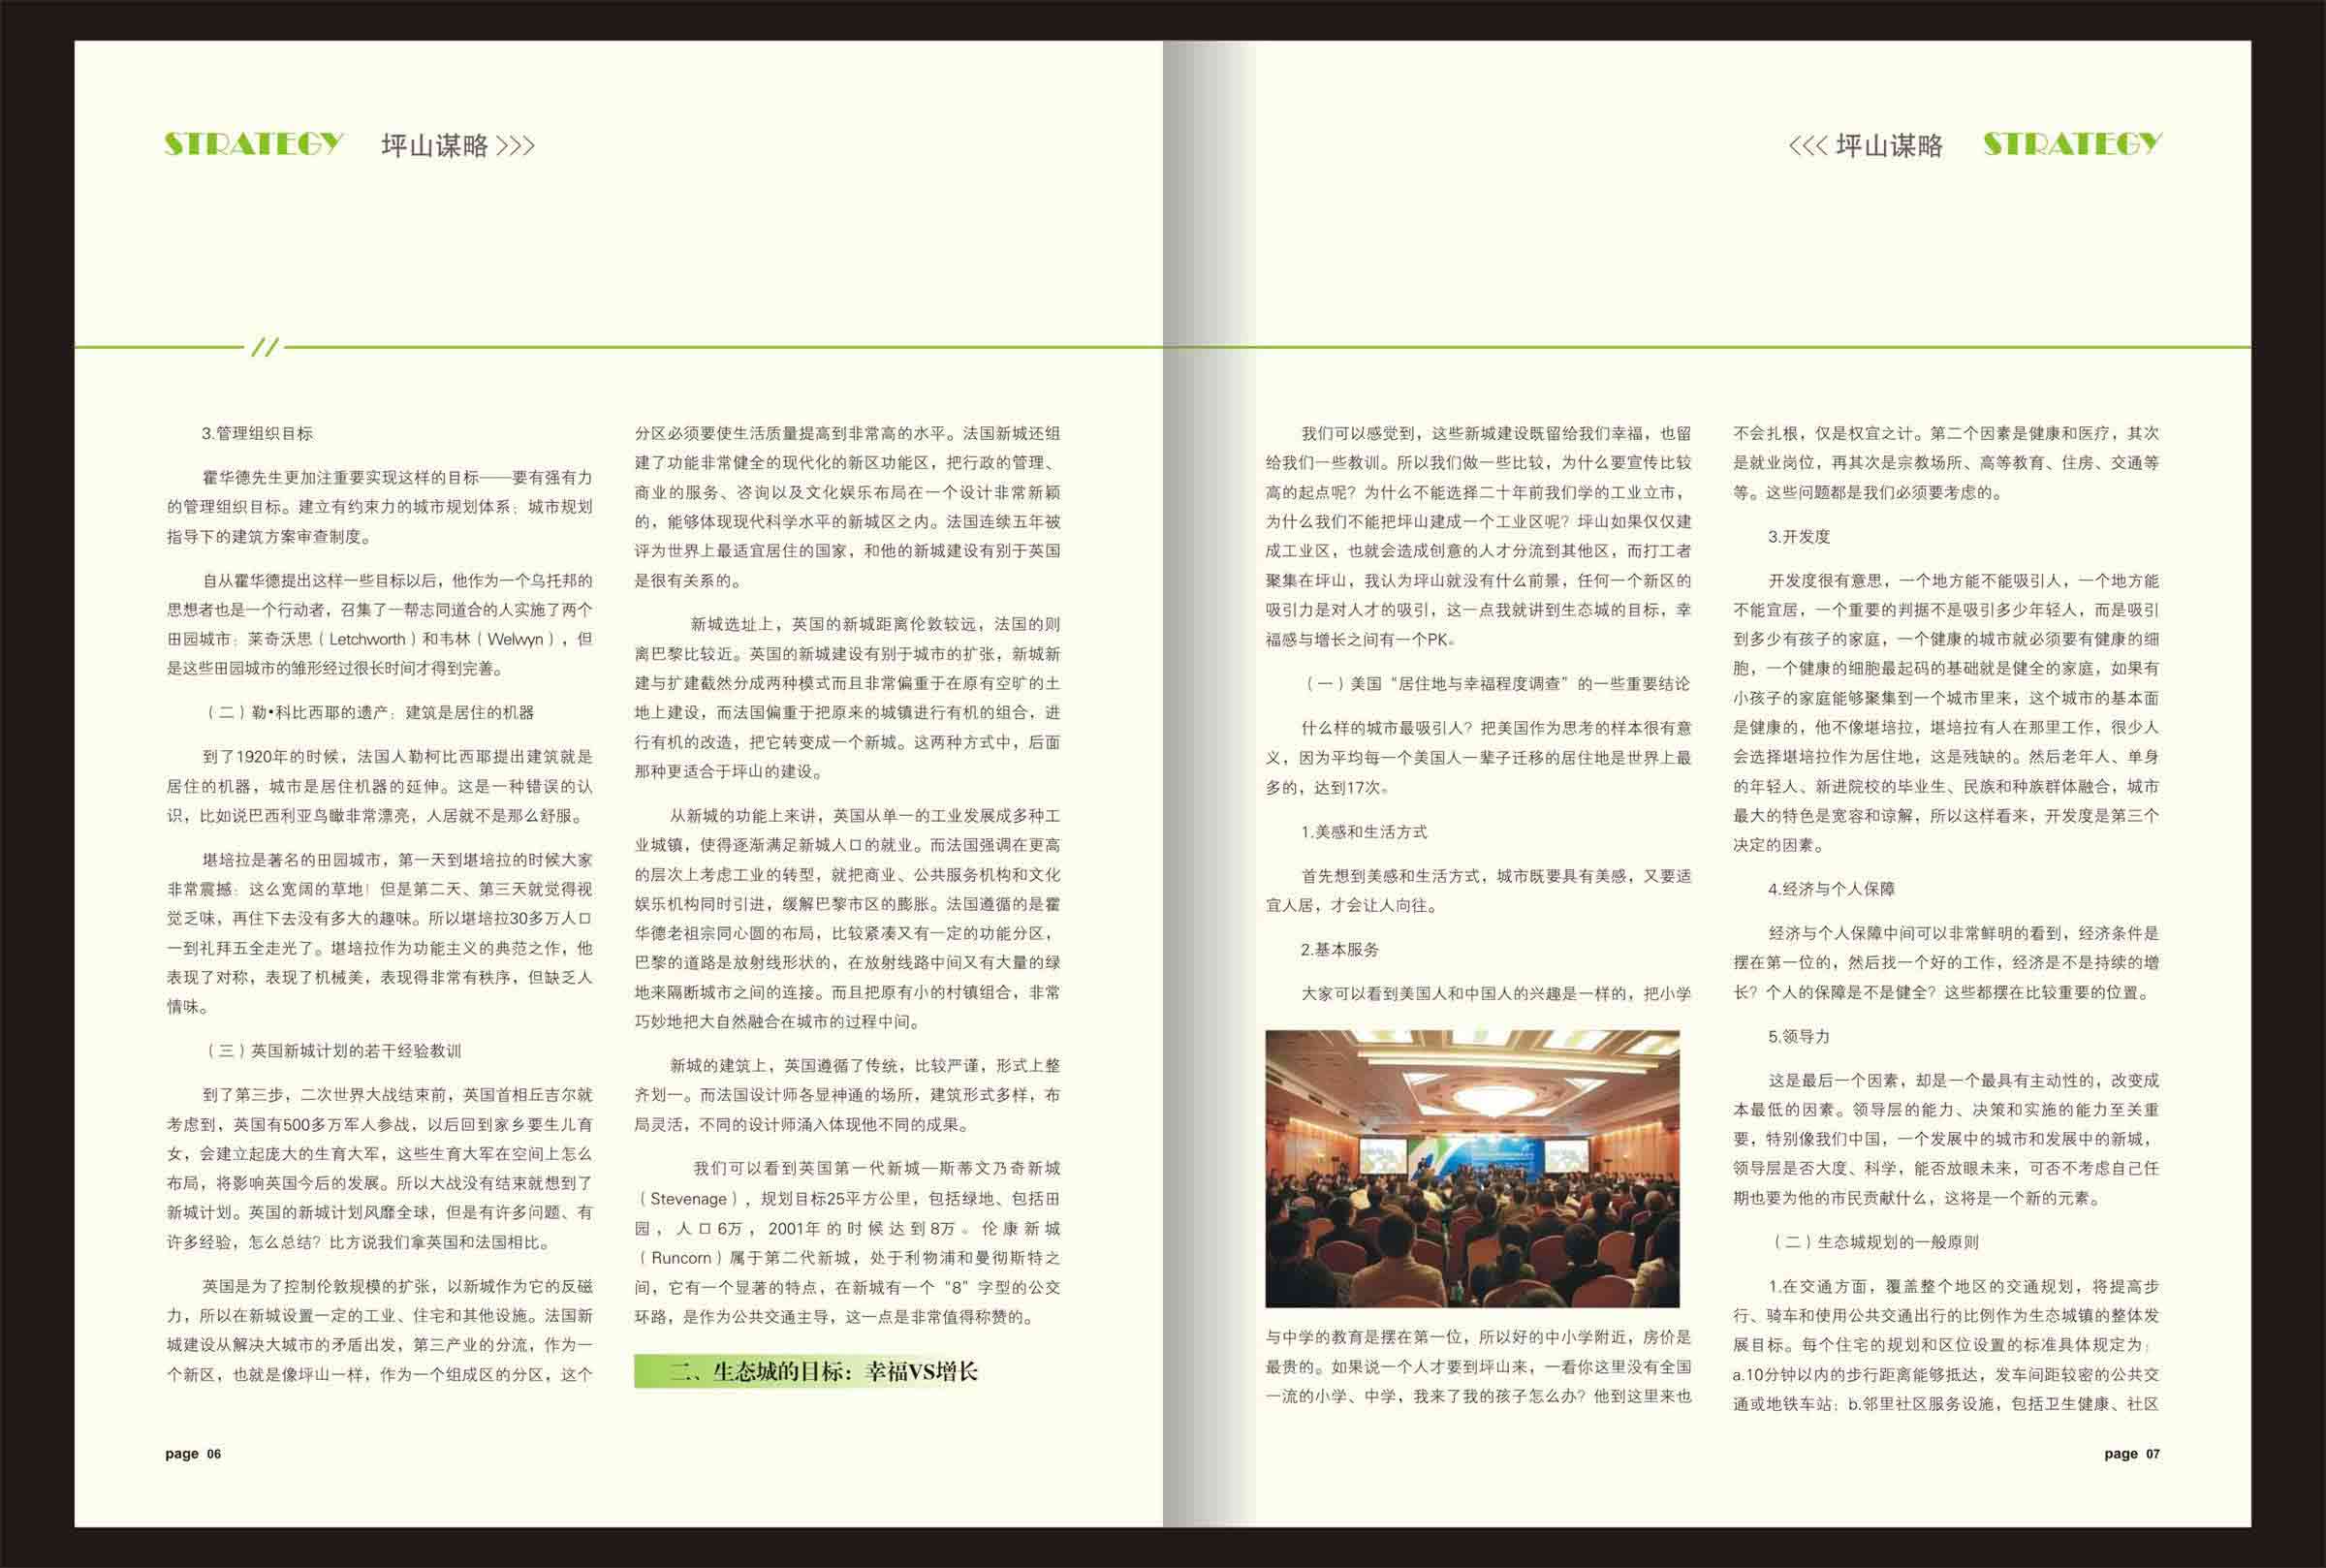 STRATEGY 坪山谋略 >>>
3.管理组织目标
霍华德先生更加注重要实现这样的目标——要有强有力
的管理组织目标。建立有约束力的城市规划体系；城市规划
指导下的建筑方案审查制度。
自从霍华德提出这样一些目标以后，他作为一个乌托邦的
思想者也是一个行动者，召集了一帮志同道合的人实施了两个
田园城市：莱奇沃思（Letchworth）和韦林（Welwyn），但
是这些田园城市的雏形经过很长时间才得到完善。
（二）勒•科比西耶的遗产：建筑是居住的机器
到了1920年的时候，法国人勒柯比西耶提出建筑就是
居住的机器，城市是居住机器的延伸。这是一种错误的认
识，比如说巴西利亚鸟瞰非常漂亮，人居就不是那么舒服。
堪培拉是著名的田园城市，第一天到堪培拉的时候大家
非常震撼：这么宽阔的草地！但是第二天、第三天就觉得视
觉乏味，再住下去没有多大的趣味。所以堪培拉30多万人口
一到礼拜五全走光了。堪培拉作为功能主义的典范之作，他
表现了对称，表现了机械美，表现得非常有秩序，但缺乏人
情味。
（三）英国新城计划的若干经验教训
到了第三步，二次世界大战结束前，英国首相丘吉尔就
考虑到，英国有500多万军人参战，以后回到家乡要生儿育
女，会建立起庞大的生育大军，这些生育大军在空间上怎么
布局，将影响英国今后的发展。所以大战没有结束就想到了
新城计划。英国的新城计划风靡全球，但是有许多问题、有
许多经验，怎么总结？比方说我们拿英国和法国相比。
英国是为了控制伦敦规模的扩张，以新城作为它的反磁
力，所以在新城设置一定的工业、住宅和其他设施。法国新
城建设从解决大城市的矛盾出发，第三产业的分流，作为一
个新区，也就是像坪山一样，作为一个组成区的分区，这个
分区必须要使生活质量提高到非常高的水平。法国新城还组
建了功能非常健全的现代化的新区功能区，把行政的管理、
商业的服务、咨询以及文化娱乐布局在一个设计非常新颖
的，能够体现现代科学水平的新城区之内。法国连续五年被
评为世界上最适宜居住的国家，和他的新城建设有别于英国
是很有关系的。
新城选址上，英国的新城距离伦敦较远，法国的则
离巴黎比较近。英国的新城建设有别于城市的扩张，新城新
建与扩建截然分成两种模式而且非常偏重于在原有空旷的土
地上建设，而法国偏重于把原来的城镇进行有机的组合，进
行有机的改造，把它转变成一个新城。这两种方式中，后面
那种更适合于坪山的建设。
从新城的功能上来讲，英国从单一的工业发展成多种工
业城镇，使得逐渐满足新城人口的就业。而法国强调在更高
的层次上考虑工业的转型，就把商业、公共服务机构和文化
娱乐机构同时引进，缓解巴黎市区的膨胀。法国遵循的是霍
华德老祖宗同心圆的布局，比较紧凑又有一定的功能分区，
巴黎的道路是放射线形状的，在放射线路中间又有大量的绿
地来隔断城市之间的连接。而且把原有小的村镇组合，非常
巧妙地把大自然融合在城市的过程中间。
新城的建筑上，英国遵循了传统，比较严谨，形式上整
齐划一。而法国设计师各显神通的场所，建筑形式多样，布
局灵活，不同的设计师涌入体现他不同的成果。
我们可以看到英国第一代新城—斯蒂文乃奇新城
（Stevenage），规划目标25平方公里，包括绿地、包括田
园，人口6万，2001年的时候达到8万。伦康新城
（Runcorn）属于第二代新城，处于利物浦和曼彻斯特之
间，它有一个显著的特点，在新城有一个“8”字型的公交
环路，是作为公共交通主导，这一点是非常值得称赞的。
二、生态城的目标：幸福VS增长
page 06
<<< 坪山谋略 STRATEGY
我们可以感觉到，这些新城建设既留给我们幸福，也留
给我们一些教训。所以我们做一些比较，为什么要宣传比较
高的起点呢？为什么不能选择二十年前我们学的工业立市，
为什么我们不能把坪山建成一个工业区呢？坪山如果仅仅建
成工业区，也就会造成创意的人才分流到其他区，而打工者
聚集在坪山，我认为坪山就没有什么前景，任何一个新区的
吸引力是对人才的吸引，这一点我就讲到生态城的目标，幸
福感与增长之间有一个PK。
（一）美国“居住地与幸福程度调查”的一些重要结论
什么样的城市最吸引人？把美国作为思考的样本很有意
义，因为平均每一个美国人一辈子迁移的居住地是世界上最
多的，达到17次。
1.美感和生活方式
首先想到美感和生活方式，城市既要具有美感，又要适
宜人居，才会让人向往。
2.基本服务
大家可以看到美国人和中国人的兴趣是一样的，把小学
与中学的教育是摆在第一位，所以好的中小学附近，房价是
最贵的。如果说一个人才要到坪山来，一看你这里没有全国
一流的小学、中学，我来了我的孩子怎么办？他到这里来也
不会扎根，仅是权宜之计。第二个因素是健康和医疗，其次
是就业岗位，再其次是宗教场所、高等教育、住房、交通等
等。这些问题都是我们必须要考虑的。
3.开发度
开发度很有意思，一个地方能不能吸引人，一个地方能
不能宜居，一个重要的判据不是吸引多少年轻人，而是吸引
到多少有孩子的家庭，一个健康的城市就必须要有健康的细
胞，一个健康的细胞最起码的基础就是健全的家庭，如果有
小孩子的家庭能够聚集到一个城市里来，这个城市的基本面
是健康的，他不像堪培拉，堪培拉有人在那里工作，很少人
会选择堪培拉作为居住地，这是残缺的。然后老年人、单身
的年轻人、新进院校的毕业生、民族和种族群体融合，城市
最大的特色是宽容和谅解，所以这样看来，开发度是第三个
决定的因素。
4.经济与个人保障
经济与个人保障中间可以非常鲜明的看到，经济条件是
摆在第一位的，然后找一个好的工作，经济是不是持续的增
长？个人的保障是不是健全？这些都摆在比较重要的位置。
5.领导力
这是最后一个因素，却是一个最具有主动性的，改变成
本最低的因素。领导层的能力、决策和实施的能力至关重
要，特别像我们中国，一个发展中的城市和发展中的新城，
领导层是否大度、科学，能否放眼未来，可否不考虑自己任
期也要为他的市民贡献什么，这将是一个新的元素。
（二）生态城规划的一般原则
1.在交通方面，覆盖整个地区的交通规划，将提高步
行、骑车和使用公共交通出行的比例作为生态城镇的整体发
展目标。每个住宅的规划和区位设置的标准具体规定为：
a.10分钟以内的步行距离能够抵达，发车间距较密的公共交
通或地铁车站；b.邻里社区服务设施，包括卫生健康、社区
page 07